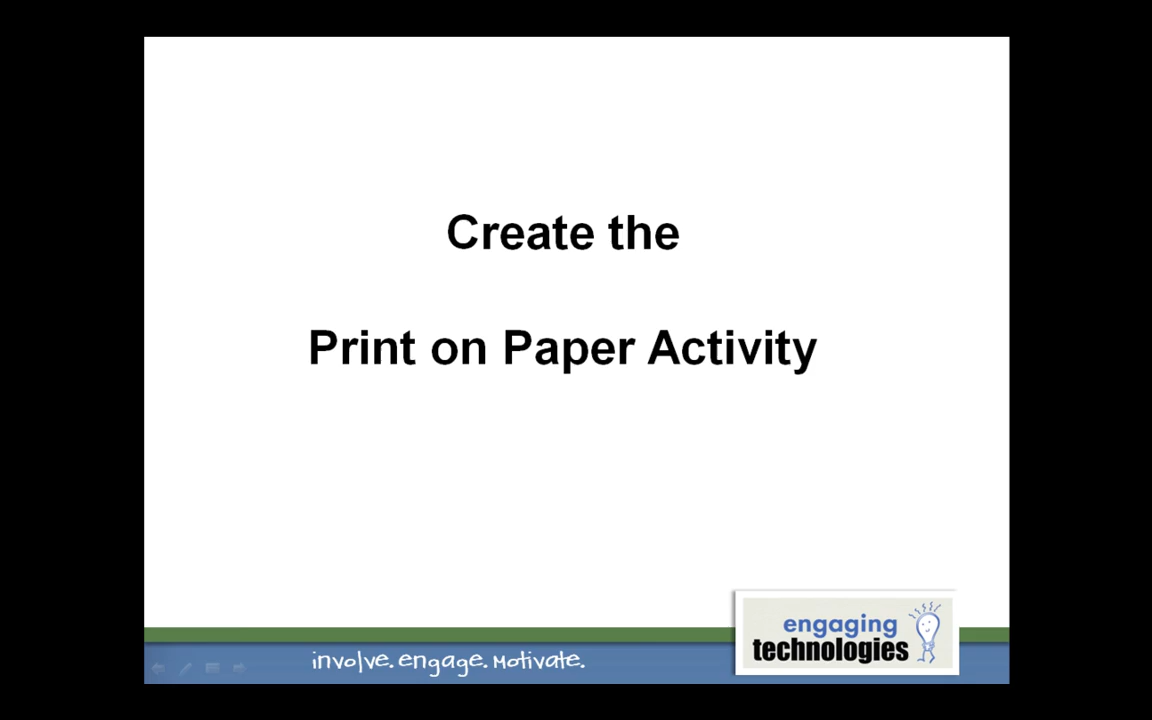 Create the
Print on Paper Activity
involve. engage. Motivate.
engaging
technologies